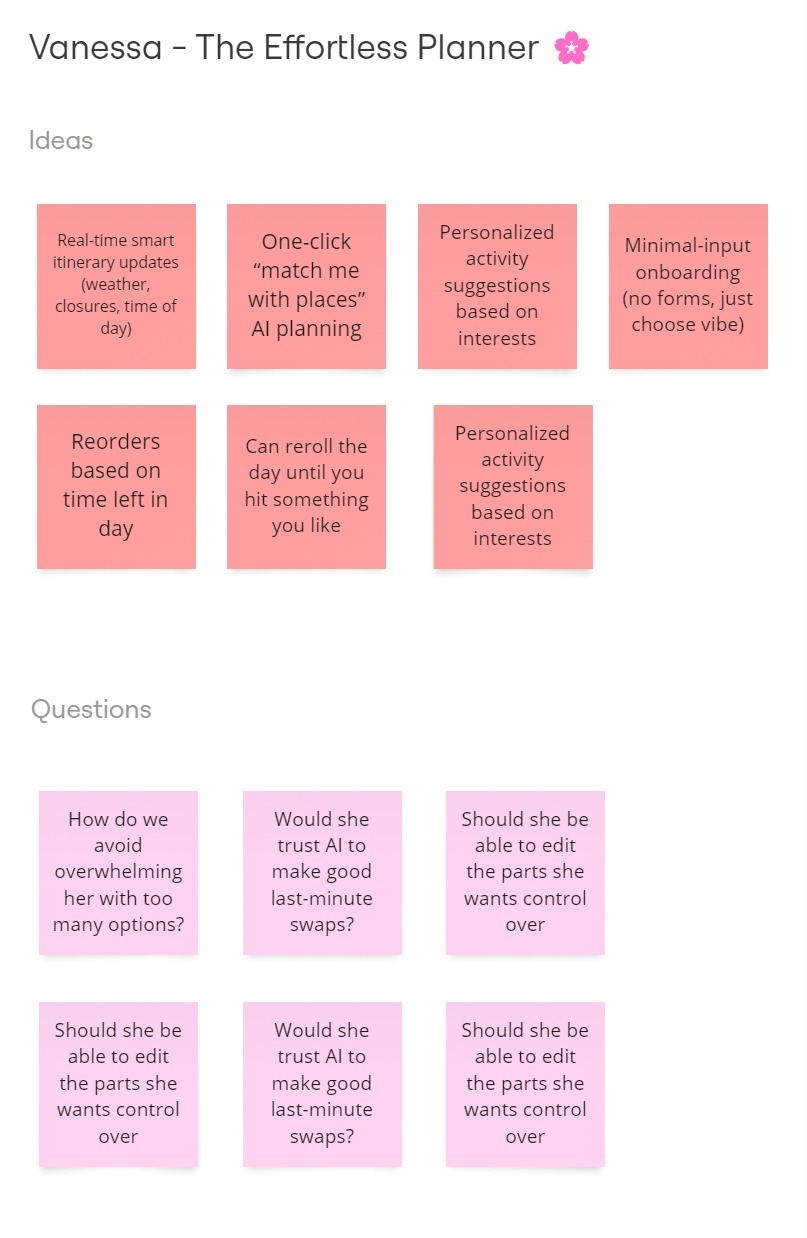 Vanessa - The Effortless Planner
Ideas
Real-time smart
itinerary updates
(weather,
closures, time of
day)
One-click
“match me
with places”
AI planning
Personalized
activity
suggestions
based on
interests
Minimal-input
onboarding
(no forms, just
choose vibe)
Reorders
based on
time left in
day
Can reroll the
day until you
hit something
you like
Personalized
activity
suggestions
based on
interests
Questions
How do we
avoid
overwhelming
her with too
many options?
Would she
trust AI to
make good
last-minute
swaps?
Should she be
able to edit
the parts she
wants control
over
Should she be
able to edit
the parts she
wants control
over
Would she
trust AI to
make good
last-minute
swaps?
Should she be
able to edit
the parts she
wants control
over